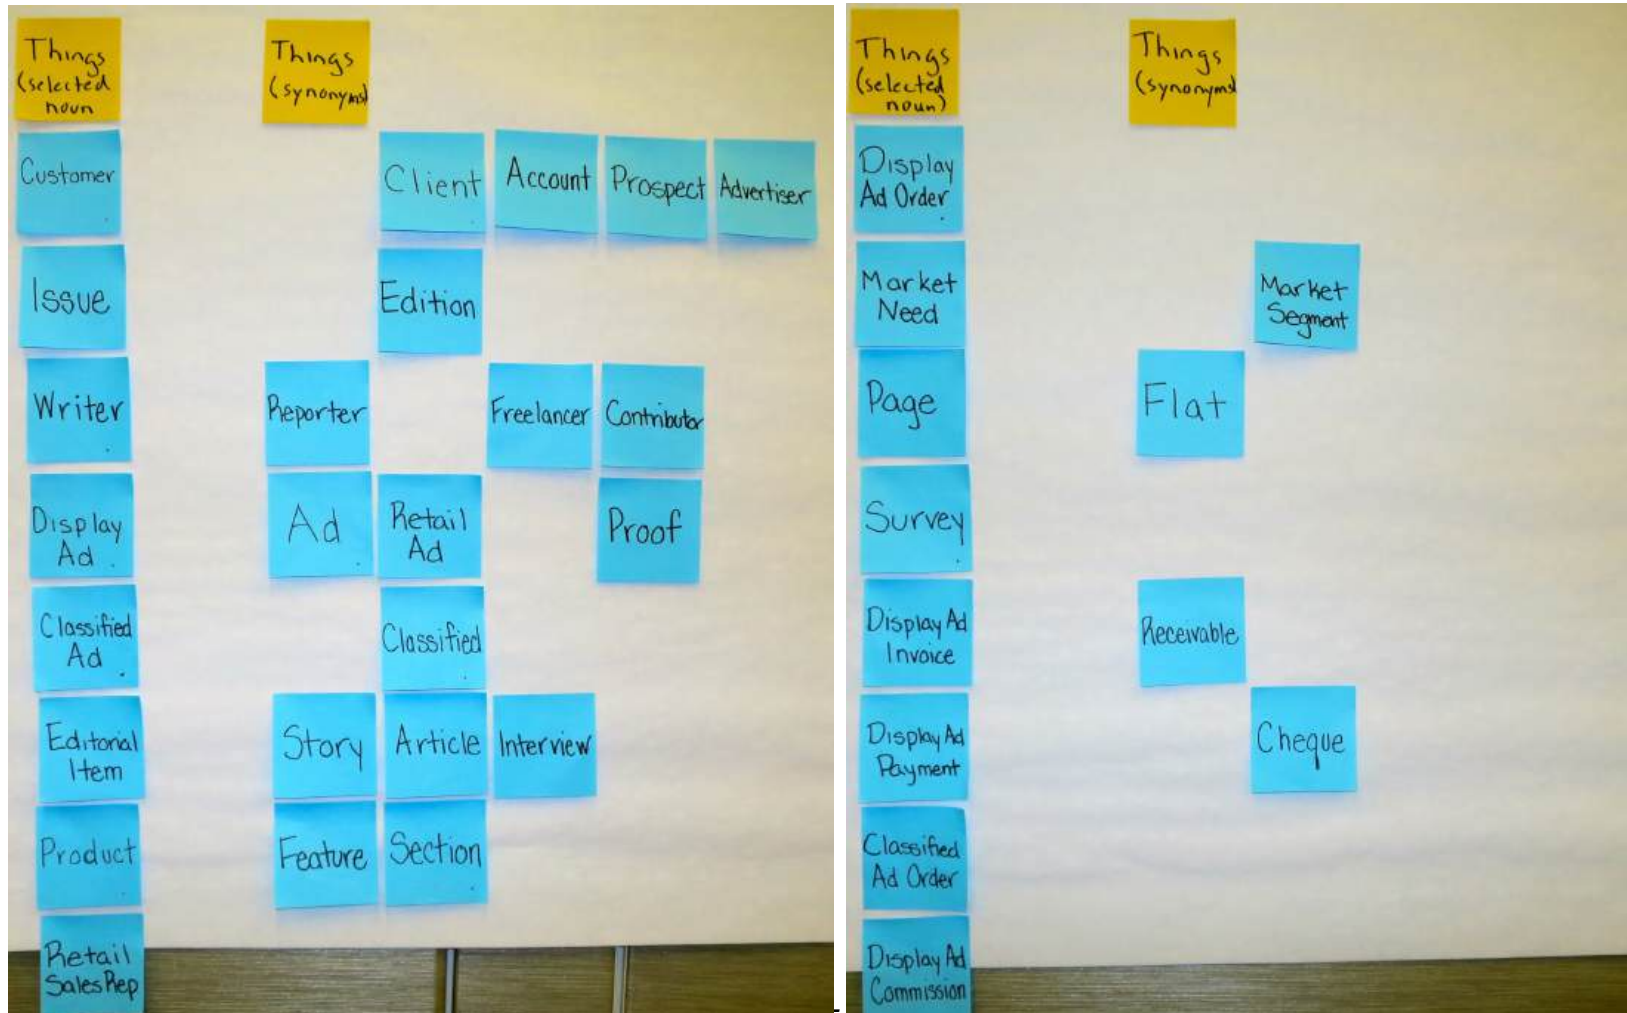 Things
(selected
noun
Things
(synonyms)
Customer
Client
Account
Prospect
Advertiser
Issue
Edition
Writer
Reporter
Freelancer
Contributor
Display
Ad
Ad
Retail
Ad
Proof
Classified
Ad
Classified
Editorial
Item
Story
Article
Interview
Product
Feature
Section
Retail
Sales Rep
Things
(selected
noun)
Things
(synonyms)
Display
Ad Order
Market
Need
Market
Segment
Page
Flat
Survey
Display Ad
Invoice
Receivable
Display Ad
Payment
Cheque
Classified
Ad Order
Display Ad
Commission